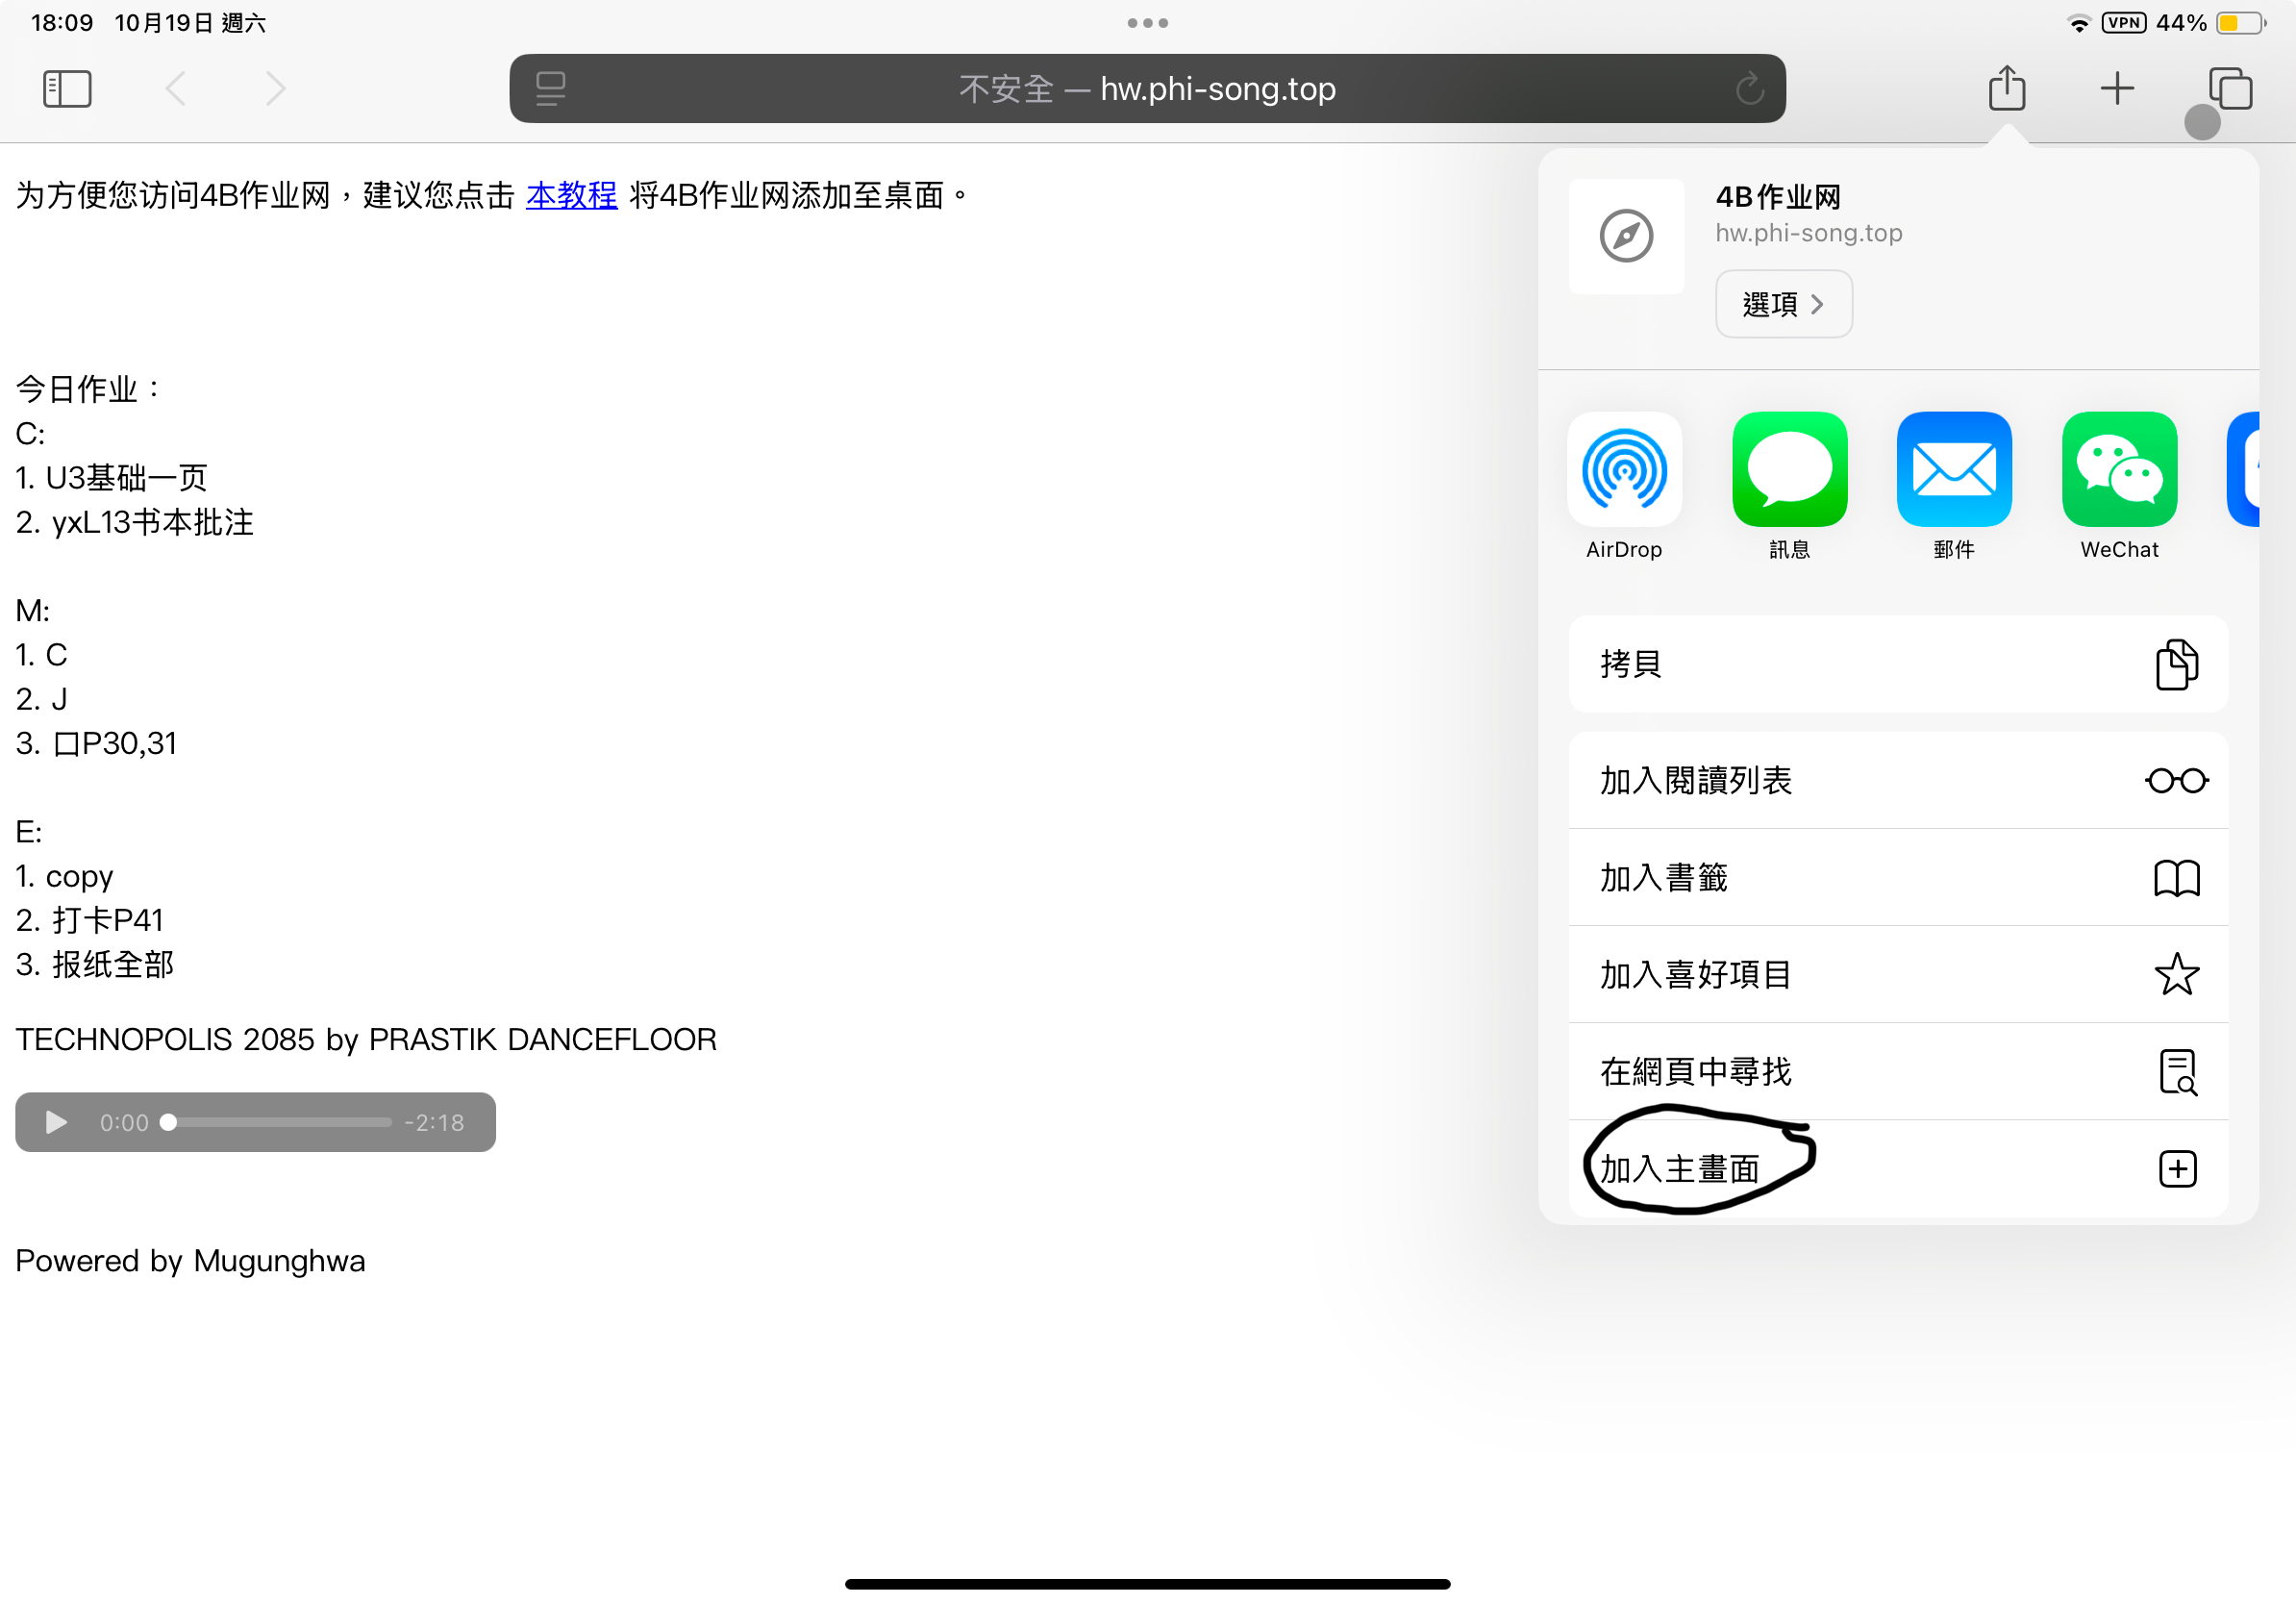 18:09 10月19日 週六
VPN 44%
不安全 — hw.phi-song.top
为方便您访问4B作业网，建议您点击 本教程 将4B作业网添加至桌面。
今日作业：
C:
1. U3基础一页
2. yxL13书本批注
M:
1. C
2. J
3. 口P30,31
E:
1. copy
2. 打卡P41
3. 报纸全部
TECHNOPOLIS 2085 by PRASTIK DANCEFLOOR
0:00 -2:18
Powered by Mugunghwa
4B作业网
hw.phi-song.top
選項
AirDrop
訊息
郵件
WeChat
拷貝
加入閱讀列表
加入書籤
加入喜好項目
在網頁中尋找
加入主畫面